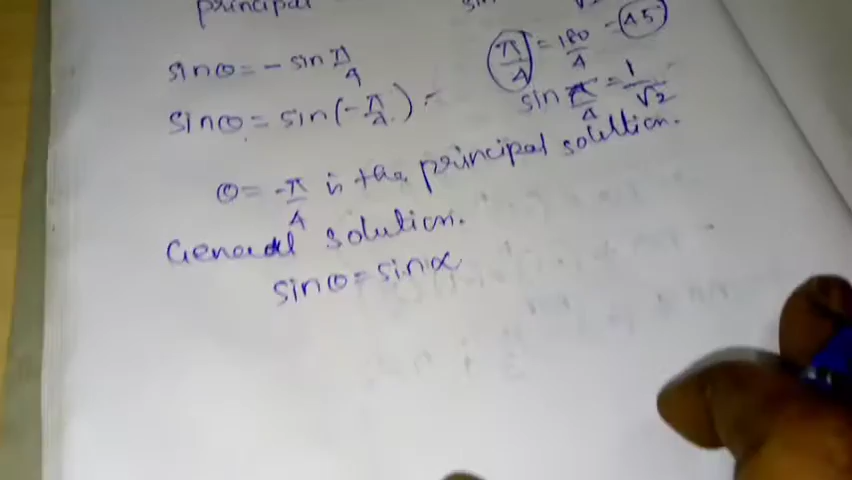 principal sin
sinθ = - sin π/4 π/4 = 180/4 = 45
sinθ = sin(-π/4) = sin π/4 = 1/√2
θ = -π/4 is the principal solution.
General solution.
sinθ = sinα